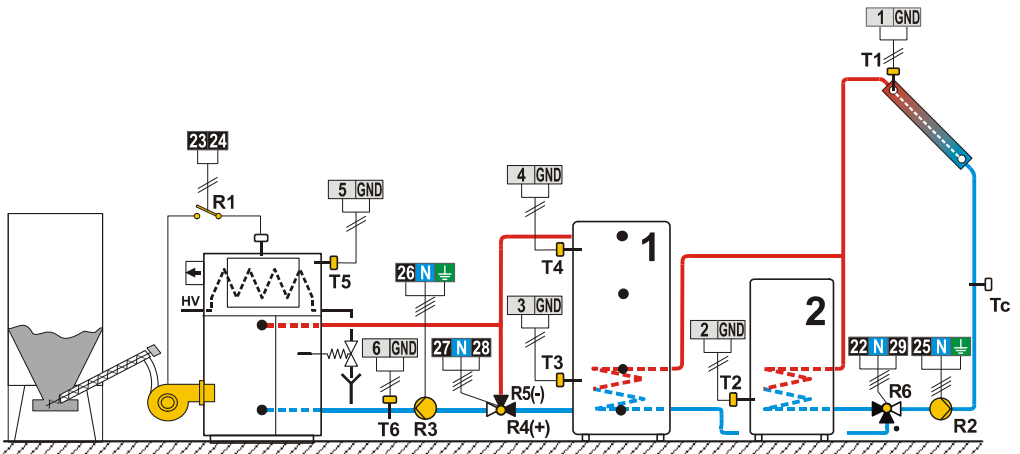 1 GND
T1
23 24
R1
5 GND
T5
4 GND
T4
1
26 N
HV
3 GND
T3
2
Tc
6 GND
27 N 28
2 GND
22 N 29
25 N
T2
R5(-)
R6
T6
R3
R4(+)
R2